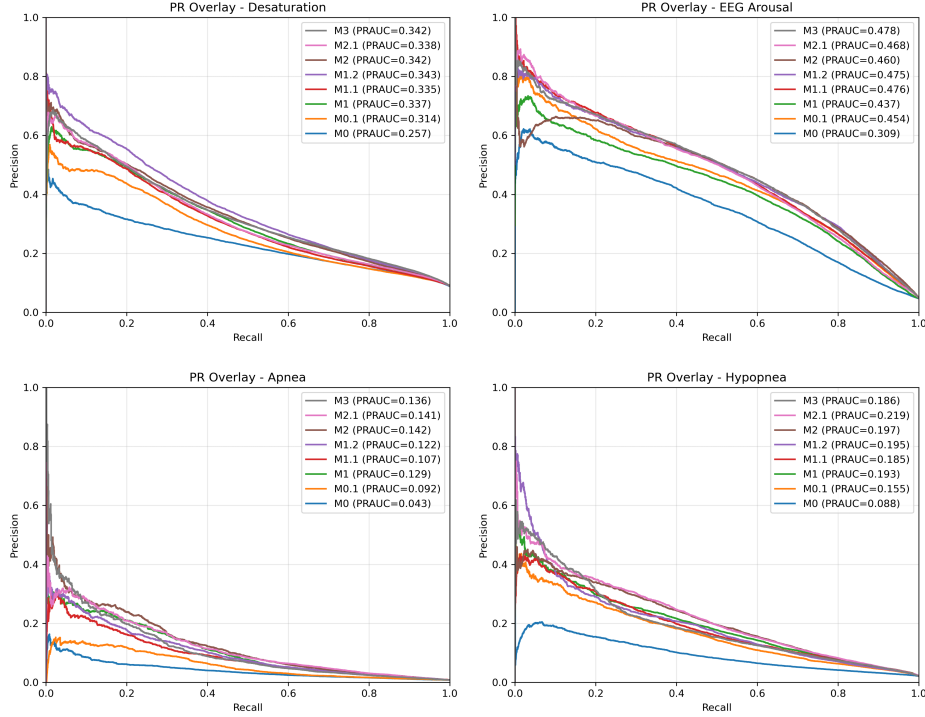 PR Overlay - Desaturation
M3 (PRAUC=0.342)
M2.1 (PRAUC=0.338)
M2 (PRAUC=0.342)
M1.2 (PRAUC=0.343)
M1.1 (PRAUC=0.335)
M1 (PRAUC=0.337)
M0.1 (PRAUC=0.314)
M0 (PRAUC=0.257)
1.0
0.8
0.6
0.4
0.2
0.0
Precision
0.0 0.2 0.4 0.6 0.8 1.0
Recall
PR Overlay - EEG Arousal
M3 (PRAUC=0.478)
M2.1 (PRAUC=0.468)
M2 (PRAUC=0.460)
M1.2 (PRAUC=0.475)
M1.1 (PRAUC=0.476)
M1 (PRAUC=0.437)
M0.1 (PRAUC=0.454)
M0 (PRAUC=0.309)
1.0
0.8
0.6
0.4
0.2
0.0
Precision
0.0 0.2 0.4 0.6 0.8 1.0
Recall
PR Overlay - Apnea
M3 (PRAUC=0.136)
M2.1 (PRAUC=0.141)
M2 (PRAUC=0.142)
M1.2 (PRAUC=0.122)
M1.1 (PRAUC=0.107)
M1 (PRAUC=0.129)
M0.1 (PRAUC=0.092)
M0 (PRAUC=0.043)
1.0
0.8
0.6
0.4
0.2
0.0
Precision
0.0 0.2 0.4 0.6 0.8 1.0
Recall
PR Overlay - Hypopnea
M3 (PRAUC=0.186)
M2.1 (PRAUC=0.219)
M2 (PRAUC=0.197)
M1.2 (PRAUC=0.195)
M1.1 (PRAUC=0.185)
M1 (PRAUC=0.193)
M0.1 (PRAUC=0.155)
M0 (PRAUC=0.088)
1.0
0.8
0.6
0.4
0.2
0.0
Precision
0.0 0.2 0.4 0.6 0.8 1.0
Recall